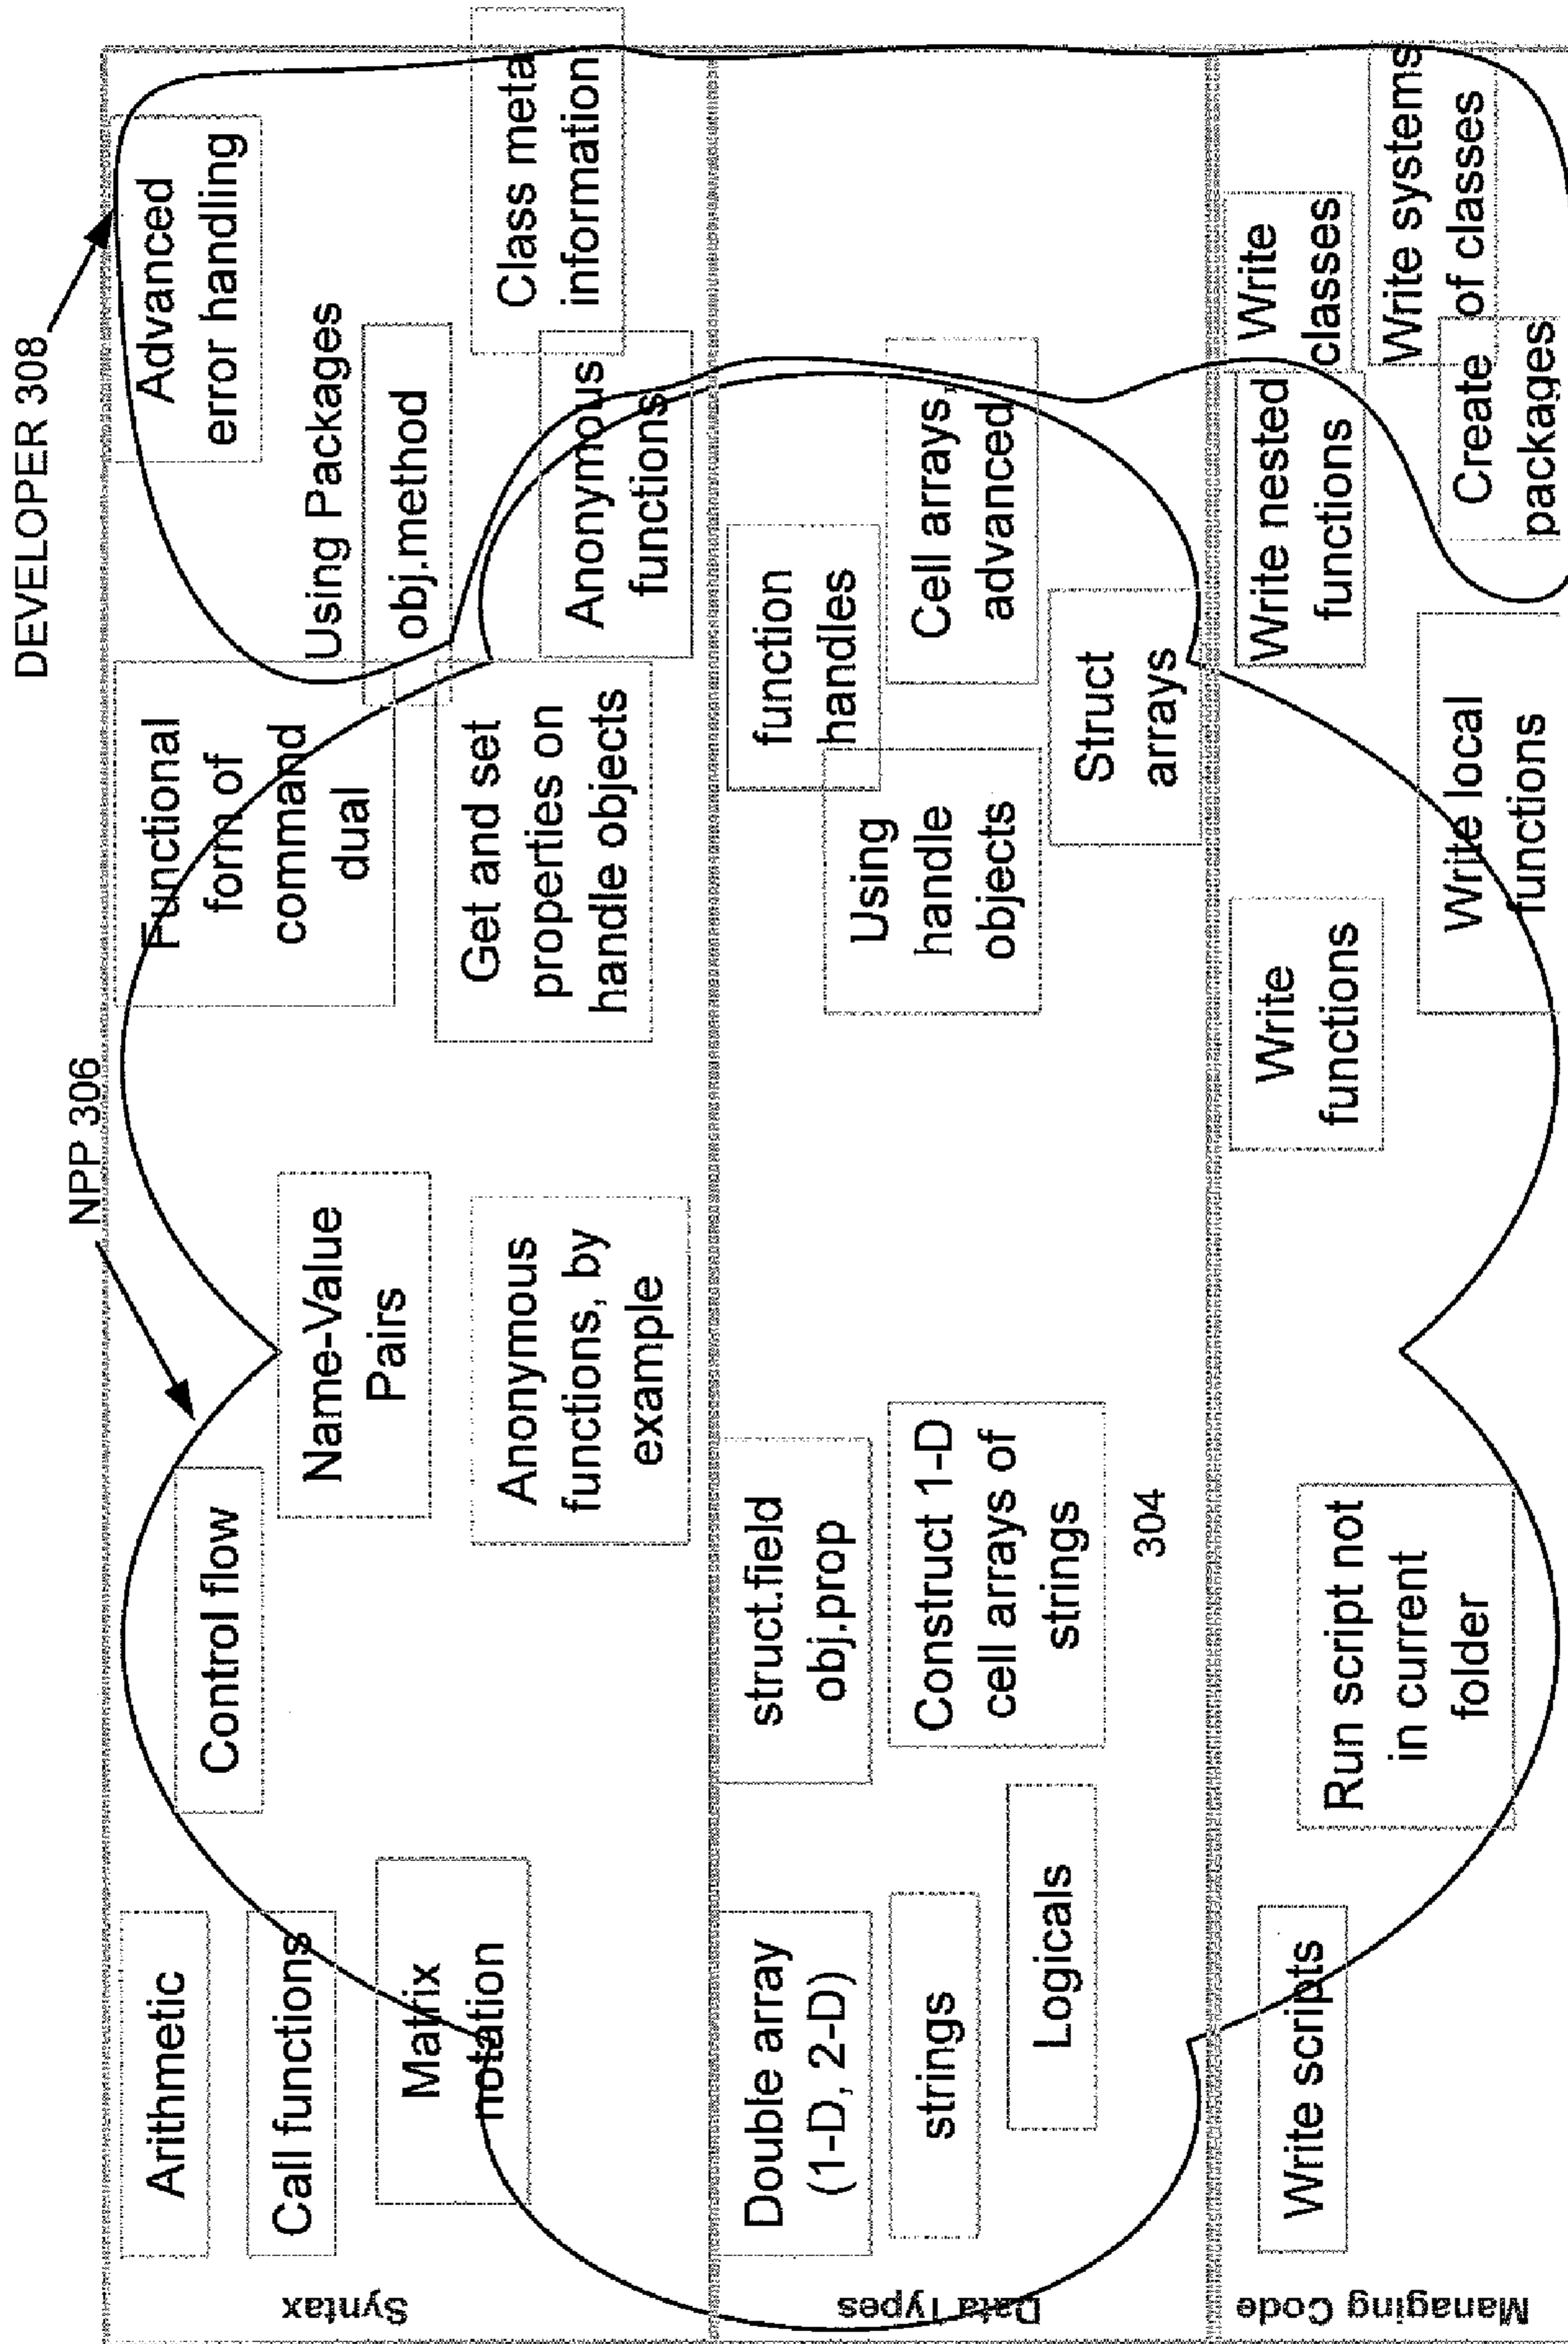 DEVELOPER 308
NPP 306
Syntax
Arithmetic
Call functions
Matrix
notation
Control flow
Name-Value
Pairs
Anonymous
functions, by
example
Functional
form of
command
dual
Get and set
properties on
handle objects
Using Packages
obj.method
Anonymous
functions
Advanced
error handling
Class meta
information
Data Types
Double array
(1-D, 2-D)
strings
Logicals
struct.field
obj.prop
Construct 1-D
cell arrays of
strings
304
Using
handle
objects
function
handles
Cell arrays,
advanced
Struct
arrays
Managing Code
Write scripts
Run script not
in current
folder
Write
functions
Write local
functions
Write nested
functions
Write
classes
Write systems
of classes
Create
packages